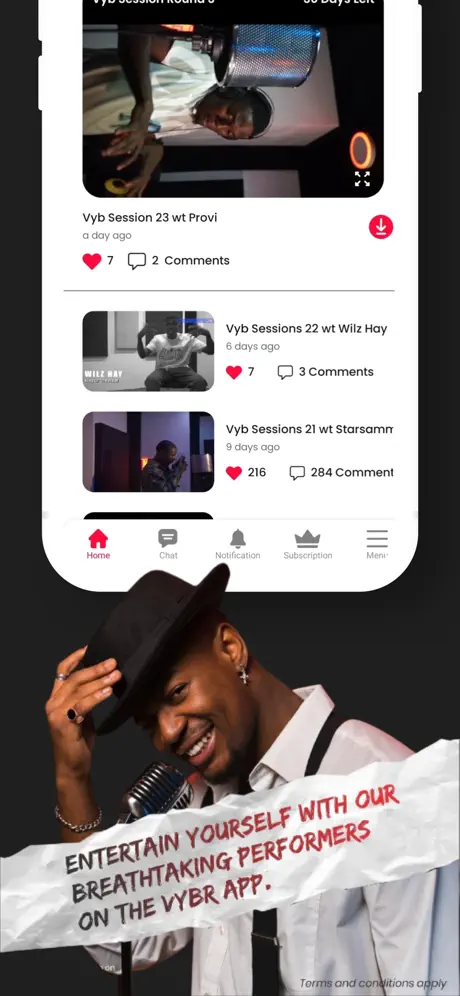 Vyb Session Round 3
30 Days Left
Vyb Session 23 wt Provi
a day ago
7
2 Comments
Vyb Sessions 22 wt Wilz Hay
6 days ago
WILZ HAY
7
3 Comments
Vyb Sessions 21 wt Starsamm
9 days ago
216
284 Comment
Home
Chat
Notification
Subscription
Menu
ENTERTAIN YOURSELF WITH OUR
BREATHTAKING PERFORMERS
ON THE VYBR APP.
Terms and conditions apply